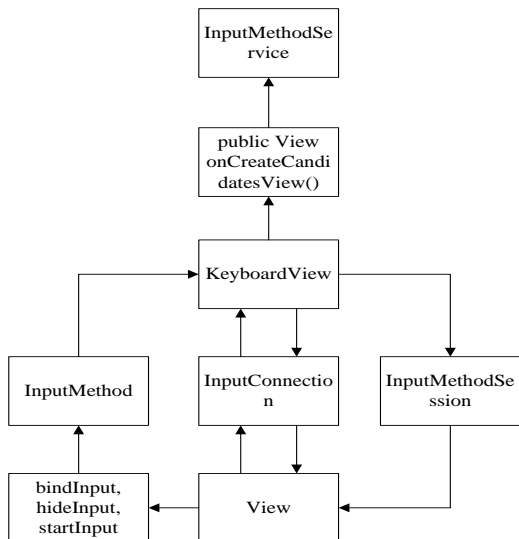 InputMethodSe
rvice
public View
onCreateCandi
datesView()
KeyboardView
InputMethod
InputConnectio
n
InputMethodSe
ssion
bindInput,
hideInput,
startInput
View